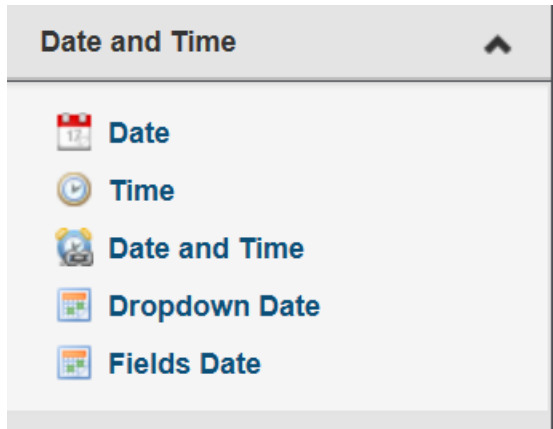 Date and Time
Date
Time
Date and Time
Dropdown Date
Fields Date